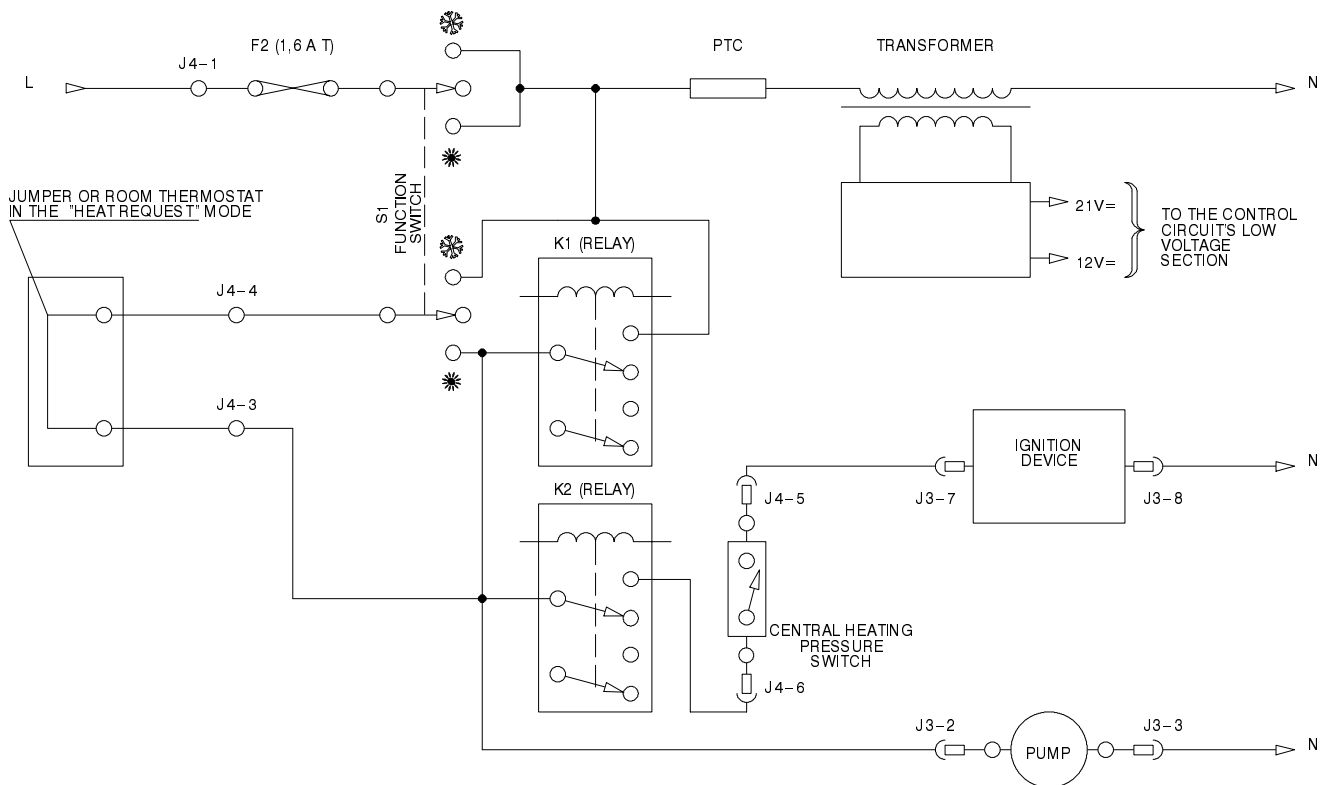 F2 (1,6 A T)
PTC
TRANSFORMER
J4-1
L
N
JUMPER OR ROOM THERMOSTAT
IN THE "HEAT REQUEST" MODE
S1
FUNCTION
SWITCH
21V=
12V=
TO THE CONTROL
CIRCUIT'S LOW
VOLTAGE
SECTION
K1 (RELAY)
J4-4
J4-3
IGNITION
DEVICE
N
K2 (RELAY)
J4-5
J3-7
J3-8
CENTRAL HEATING
PRESSURE
SWITCH
J4-6
J3-2
J3-3
PUMP
N